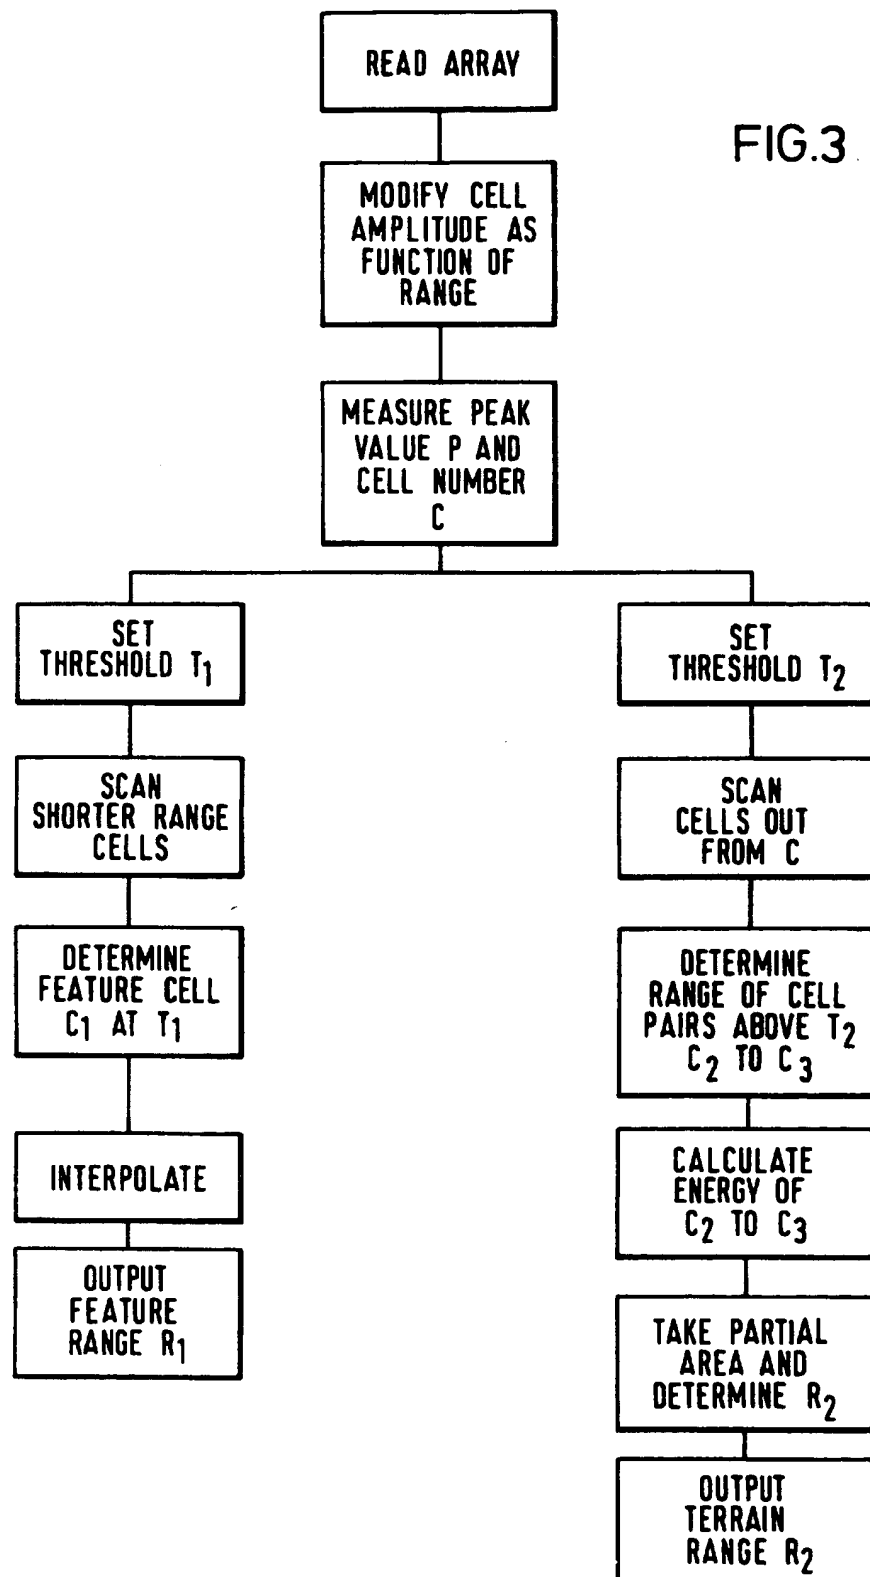 READ ARRAY
FIG.3
MODIFY CELL
AMPLITUDE AS
FUNCTION OF
RANGE
MEASURE PEAK
VALUE P AND
CELL NUMBER
C
SET
THRESHOLD T1
SCAN
SHORTER RANGE
CELLS
DETERMINE
FEATURE CELL
C1 AT T1
INTERPOLATE
OUTPUT
FEATURE
RANGE R1
SET
THRESHOLD T2
SCAN
CELLS OUT
FROM C
DETERMINE
RANGE OF CELL
PAIRS ABOVE T2
C2 TO C3
CALCULATE
ENERGY OF
C2 TO C3
TAKE PARTIAL
AREA AND
DETERMINE R2
OUTPUT
TERRAIN
RANGE R2